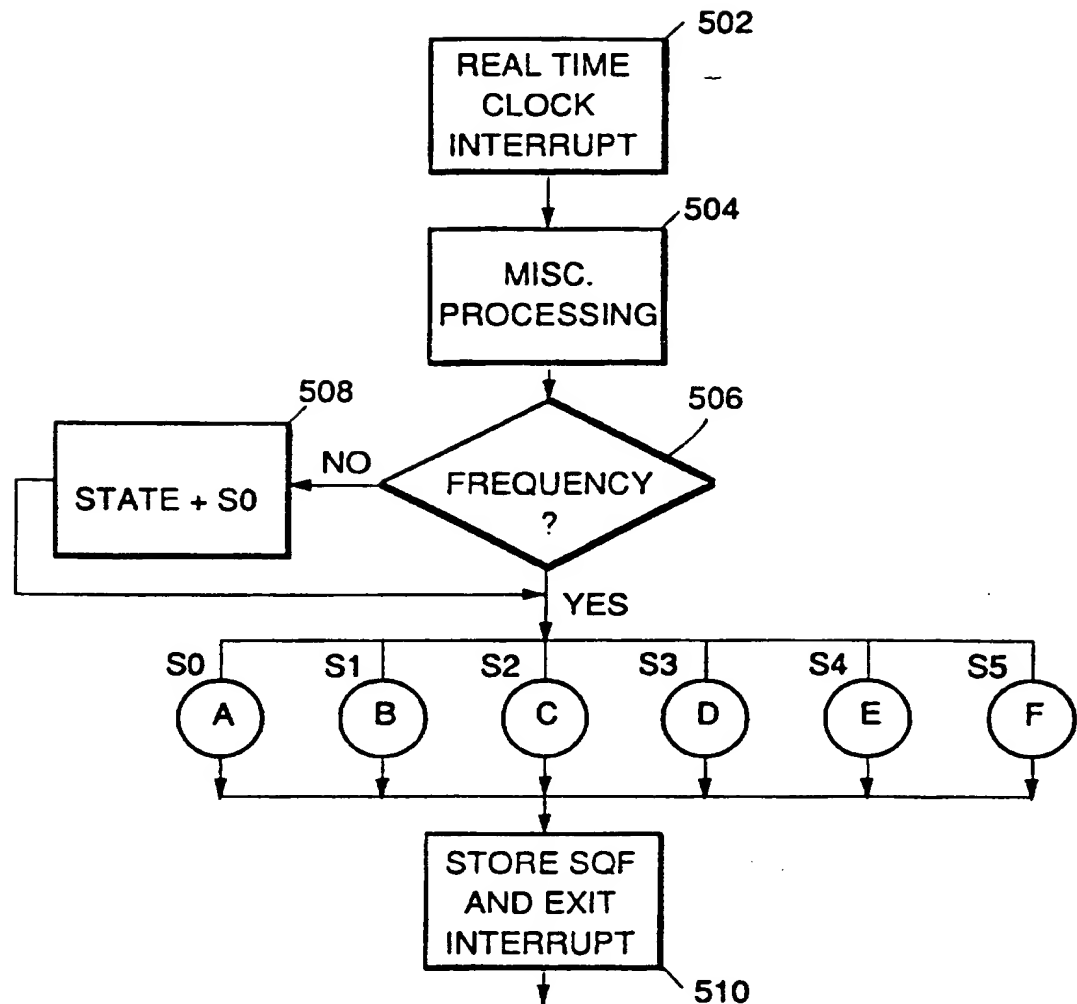 502
REAL TIME
CLOCK
INTERRUPT
504
MISC.
PROCESSING
508
506
NO
STATE + S0
FREQUENCY
?
YES
S0 S1 S2 S3 S4 S5
A B C D E F
STORE SQF
AND EXIT
INTERRUPT
510